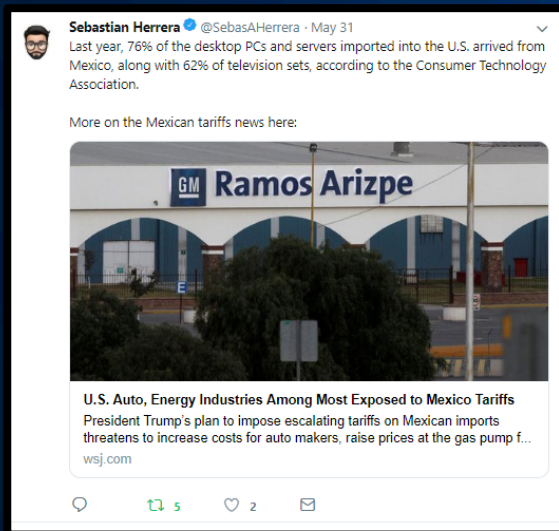 Sebastian Herrera @SebasAHerrera · May 31
Last year, 76% of the desktop PCs and servers imported into the U.S. arrived from
Mexico, along with 62% of television sets, according to the Consumer Technology
Association.
More on the Mexican tariffs news here:
GM Ramos Arizpe
E
U.S. Auto, Energy Industries Among Most Exposed to Mexico Tariffs
President Trump's plan to impose escalating tariffs on Mexican imports
threatens to increase costs for auto makers, raise prices at the gas pump f...
wsj.com
5 2